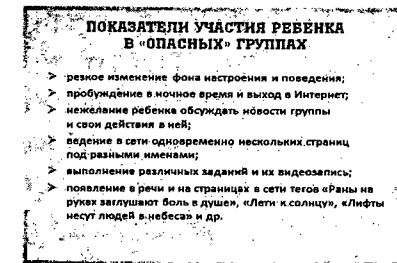 ПОКАЗАТЕЛИ УЧАСТИЯ РЕБЕНКА
В «ОПАСНЫХ» ГРУППАХ
➢ резкое изменение фона настроения и поведения;
➢ пробуждение в ночное время и выход в Интернет;
➢ нежелание ребенка обсуждать новости группы
и свои действия в ней;
➢ ведение в сети одновременно нескольких страниц
под разными именами;
➢ выполнение различных заданий и их видеозапись;
➢ появление в речи и на страницах в сети тегов «Раны на
руках заглушают боль в душе», «Лети к солнцу», «Лифты
несут людей в небеса» и др.